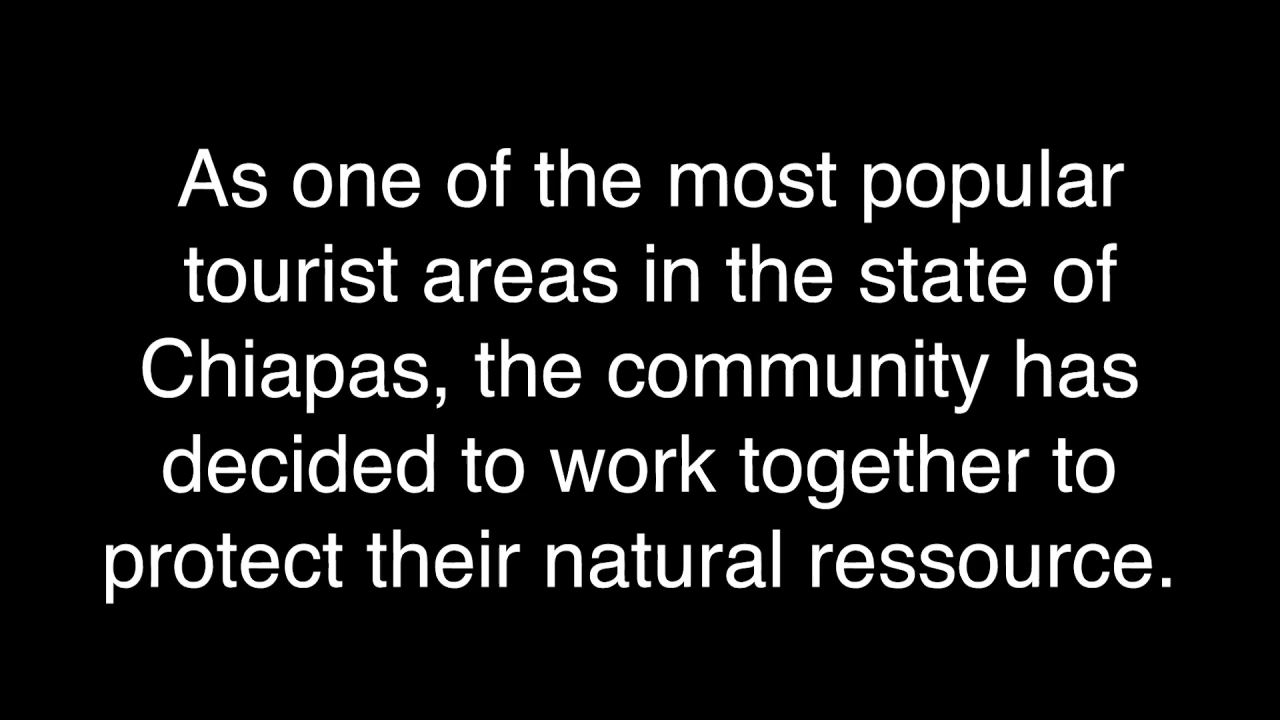 As one of the most popular
tourist areas in the state of
Chiapas, the community has
decided to work together to
protect their natural ressource.